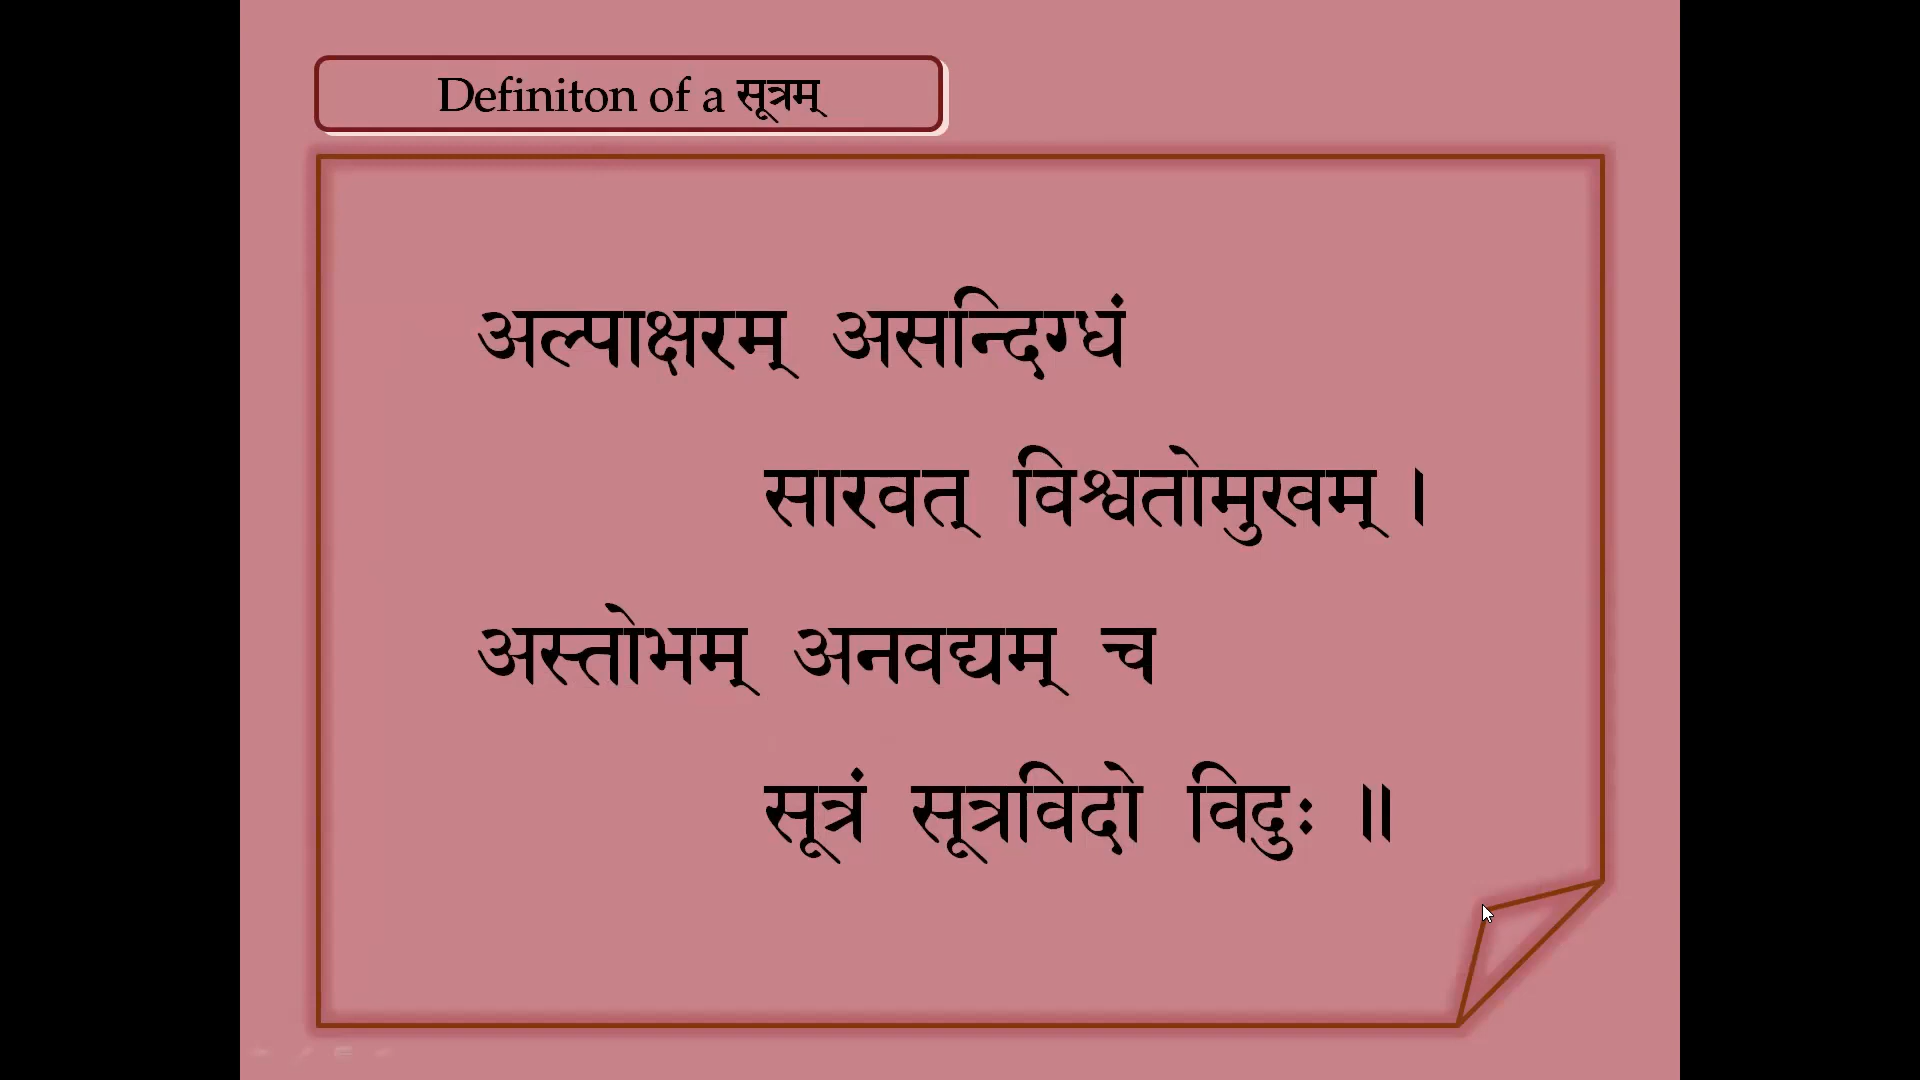 Definiton of a सूत्रम्
अल्पाक्षरम् असन्दिग्धं
सारवत् विश्वतोमुखम् ।
अस्तोभम् अनवद्यम् च
सूत्रं सूत्रविदो विदुः ॥